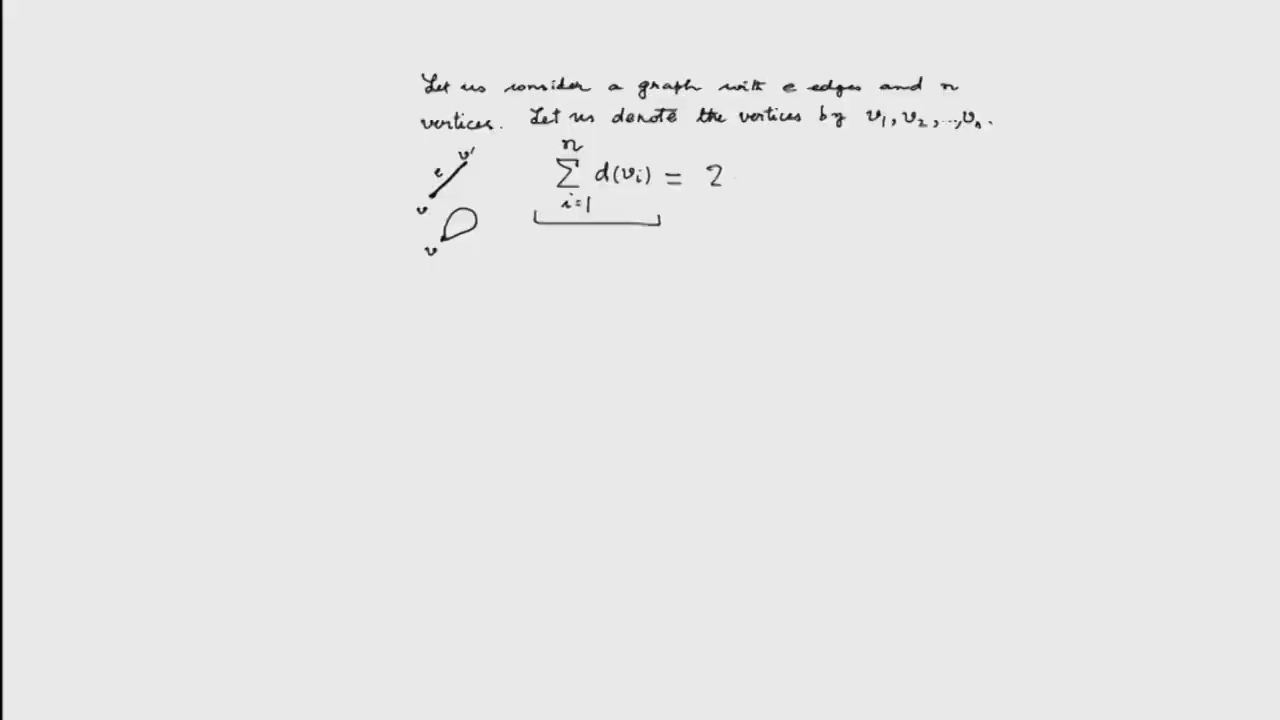 Let us consider a graph with e edges and n
vertices. Let us denote the vertices by v₁, v₂, ..., vₙ.
e v'
v
v
n
∑ d(vᵢ) = 2
i=1